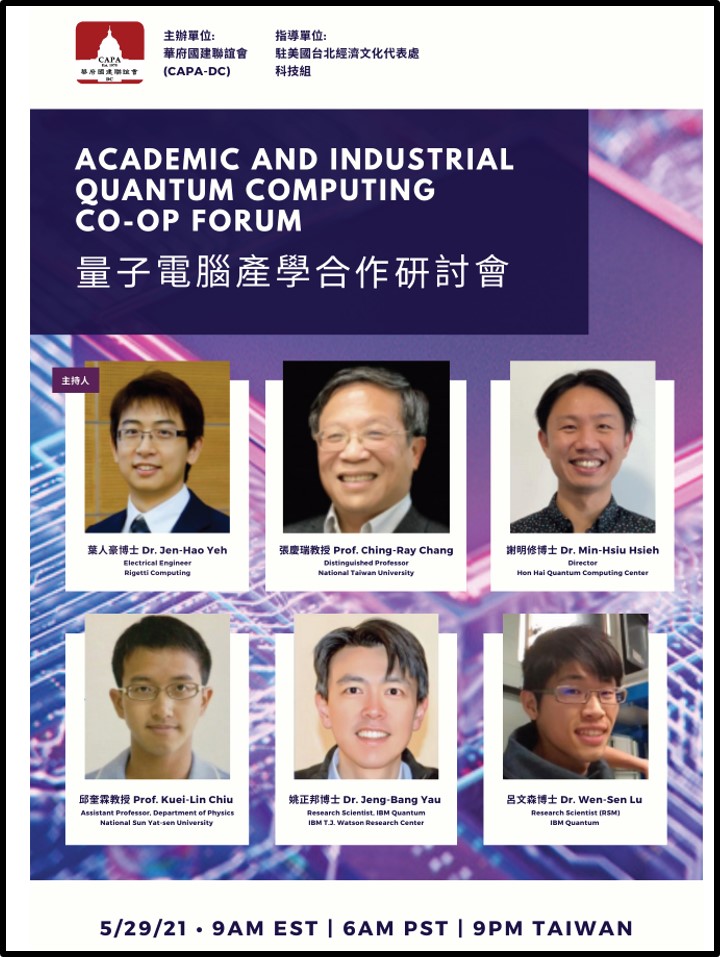 CAPA
Est. 1973
華府國建聯誼會
DC
主辦單位:
華府國建聯誼會
(CAPA-DC)
指導單位:
駐美國台北經濟文化代表處
科技組
ACADEMIC AND INDUSTRIAL
QUANTUM COMPUTING
CO-OP FORUM
量子電腦產學合作研討會
主持人
葉人豪博士 Dr. Jen-Hao Yeh
Electrical Engineer
Rigetti Computing
張慶瑞教授 Prof. Ching-Ray Chang
Distinguished Professor
National Taiwan University
謝明修博士 Dr. Min-Hsiu Hsieh
Director
Hon Hai Quantum Computing Center
邱奎霖教授 Prof. Kuei-Lin Chiu
Assistant Professor, Department of Physics
National Sun Yat-sen University
姚正邦博士 Dr. Jeng-Bang Yau
Research Scientist, IBM Quantum
IBM T.J. Watson Research Center
呂文森博士 Dr. Wen-Sen Lu
Research Scientist (RSM)
IBM Quantum
5/29/21 • 9AM EST | 6AM PST | 9PM TAIWAN